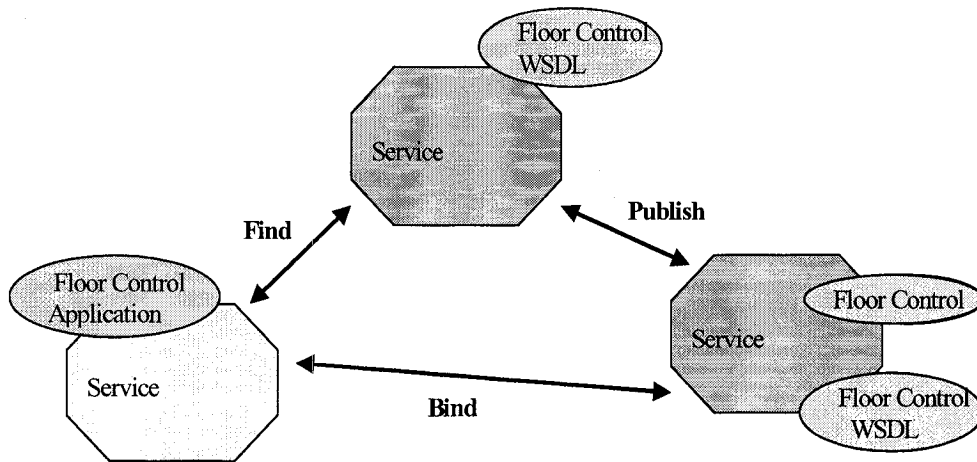 Floor Control
WSDL
Service
Publish
Find
Floor Control
Application
Floor Control
Service
Service
Bind
Floor Control
WSDL